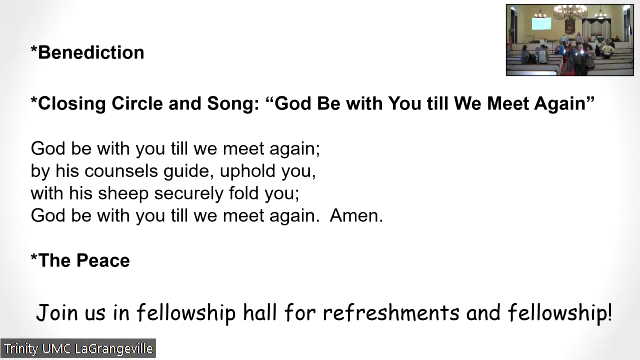 *Benediction
*Closing Circle and Song: “God Be with You till We Meet Again”
God be with you till we meet again;
by his counsels guide, uphold you,
with his sheep securely fold you;
God be with you till we meet again.  Amen.
*The Peace
Join us in fellowship hall for refreshments and fellowship!
Trinity UMC LaGrangeville